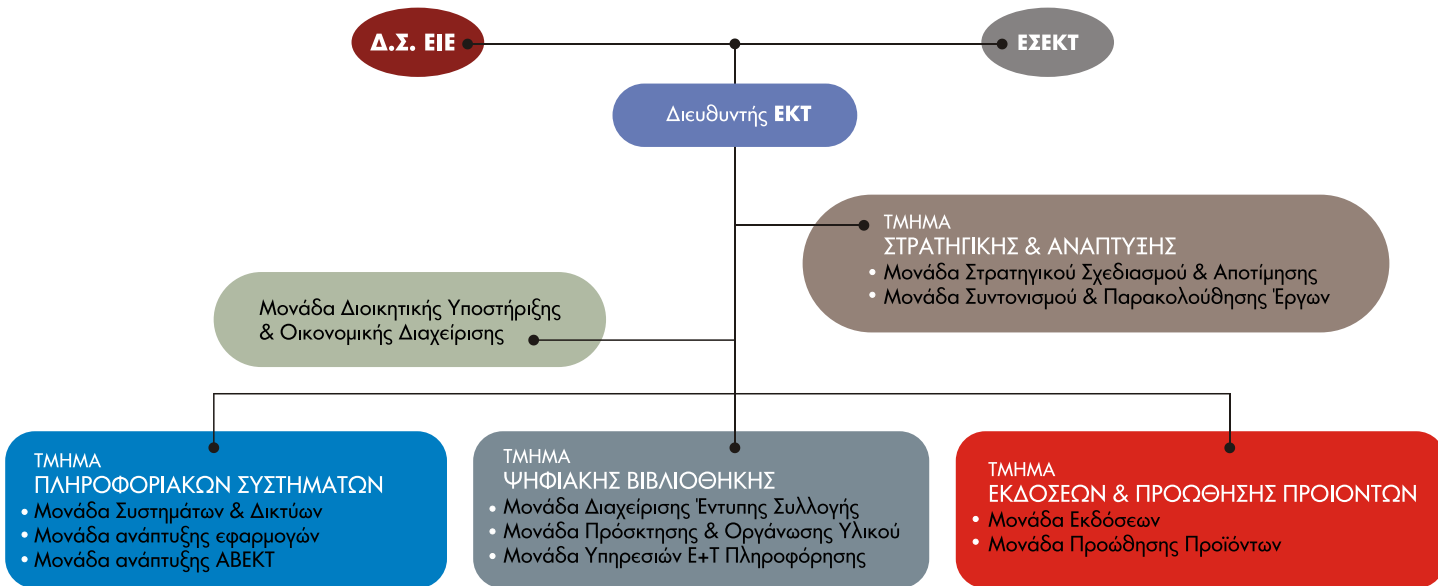 Δ.Σ. ΕΙΕ
ΕΣΕΚΤ
Διευθυντής ΕΚΤ
ΤΜΗΜΑ
ΣΤΡΑΤΗΓΙΚΗΣ & ΑΝΑΠΤΥΞΗΣ
• Μονάδα Στρατηγικού Σχεδιασμού & Αποτίμησης
• Μονάδα Συντονισμού & Παρακολούθησης Έργων
Μονάδα Διοικητικής Υποστήριξης
& Οικονομικής Διαχείρισης
ΤΜΗΜΑ
ΠΛΗΡΟΦΟΡΙΑΚΩΝ ΣΥΣΤΗΜΑΤΩΝ
• Μονάδα Συστημάτων & Δικτύων
• Μονάδα ανάπτυξης εφαρμογών
• Μονάδα ανάπτυξης ΑΒΕΚΤ
ΤΜΗΜΑ
ΨΗΦΙΑΚΗΣ ΒΙΒΛΙΟΘΗΚΗΣ
• Μονάδα Διαχείρισης Έντυπης Συλλογής
• Μονάδα Πρόσκτησης & Οργάνωσης Υλικού
• Μονάδα Υπηρεσιών Ε+Τ Πληροφόρησης
ΤΜΗΜΑ
ΕΚΔΟΣΕΩΝ & ΠΡΟΩΘΗΣΗΣ ΠΡΟΙΟΝΤΩΝ
• Μονάδα Εκδόσεων
• Μονάδα Προώθησης Προϊόντων